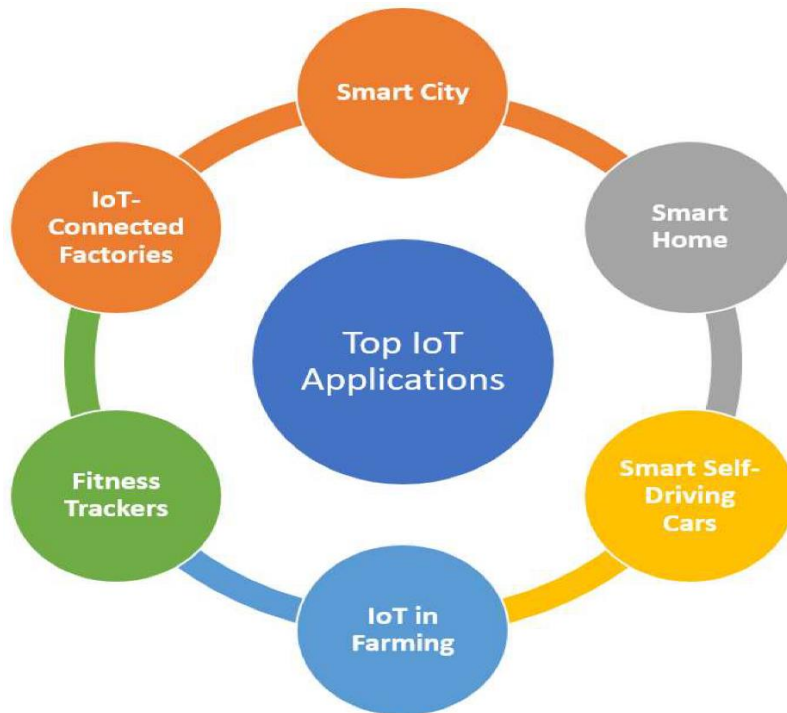 Smart City
Smart
Home
Smart Self-
Driving
Cars
IoT in
Farming
Fitness
Trackers
IoT-
Connected
Factories
Top IoT
Applications